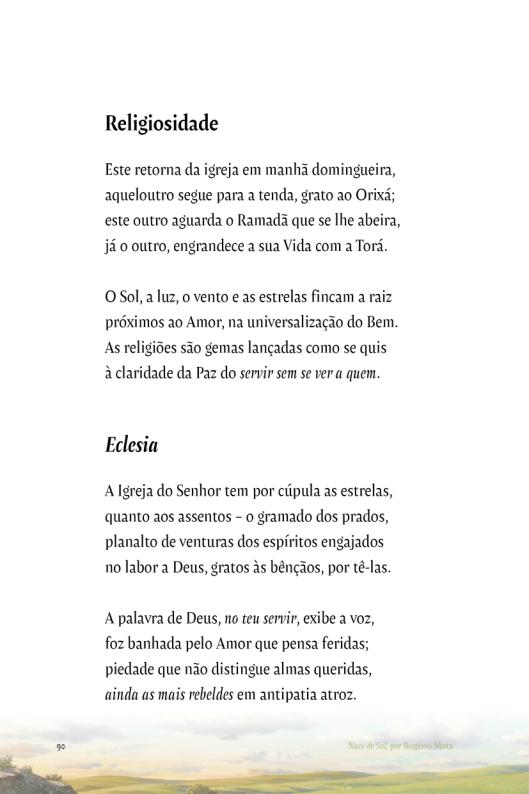 Religiosidade
Este retorna da igreja em manhã domingueira,
aqueloutro segue para a tenda, grato ao Orixá;
este outro aguarda o Ramadã que se lhe abeira,
já o outro, engrandece a sua Vida com a Torá.
O Sol, a luz, o vento e as estrelas fincam a raiz
próximos ao Amor, na universalização do Bem.
As religiões são gemas lançadas como se quis
à claridade da Paz do servir sem se ver a quem.
Eclesia
A Igreja do Senhor tem por cúpula as estrelas,
quanto aos assentos – o gramado dos prados,
planalto de venturas dos espíritos engajados
no labor a Deus, gratos às bênçãos, por tê-las.
A palavra de Deus, no teu servir, exibe a voz,
foz banhada pelo Amor que pensa feridas;
piedade que não distingue almas queridas,
ainda as mais rebeldes em antipatia atroz.
90
Naco de Sol, por Rogério Mota